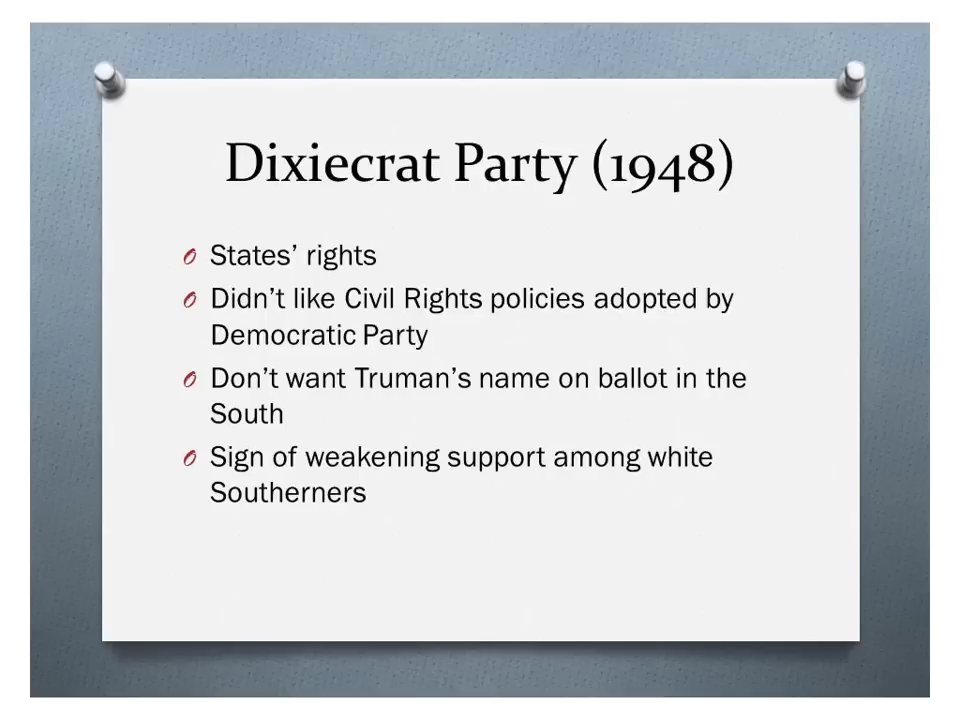 Dixiecrat Party (1948)
States’ rights
Didn’t like Civil Rights policies adopted by
Democratic Party
Don’t want Truman’s name on ballot in the
South
Sign of weakening support among white
Southerners